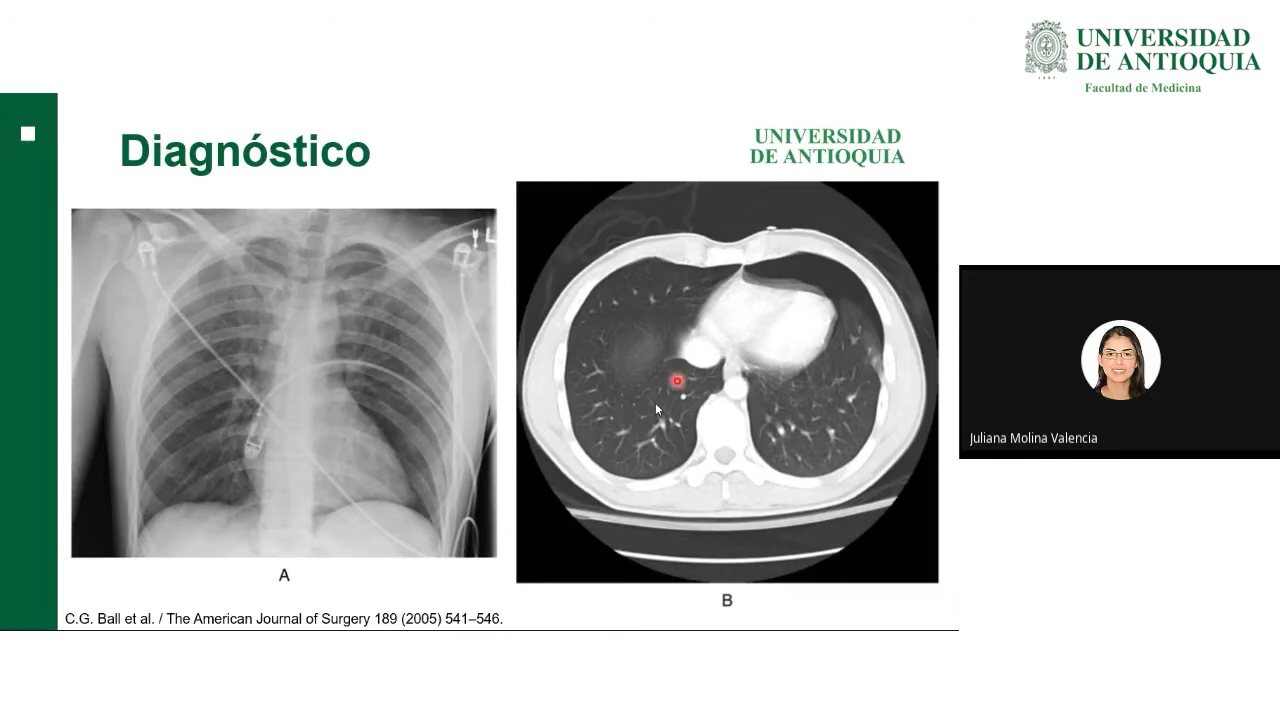 UNIVERSIDAD
DE ANTIOQUIA
1803
Facultad de Medicina
Diagnóstico
UNIVERSIDAD
DE ANTIOQUIA
L
A
B
C.G. Ball et al. / The American Journal of Surgery 189 (2005) 541–546.
Juliana Molina Valencia